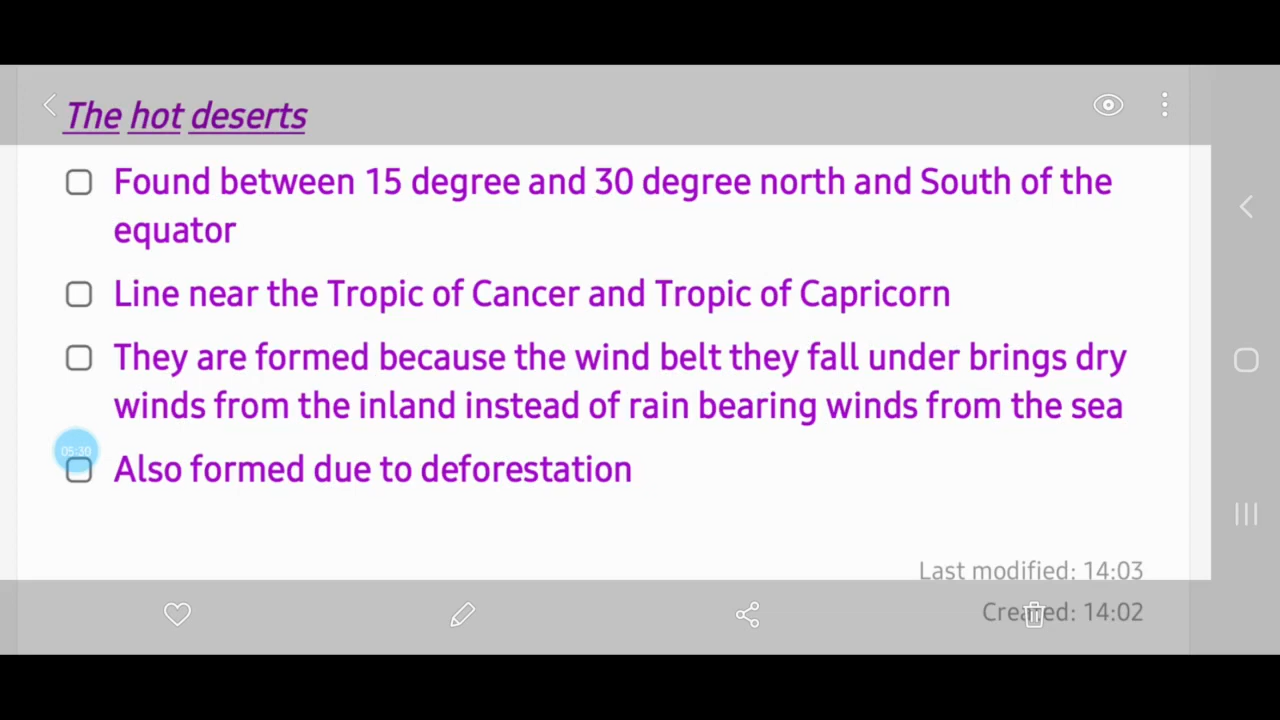 The hot deserts
Found between 15 degree and 30 degree north and South of the
equator
Line near the Tropic of Cancer and Tropic of Capricorn
They are formed because the wind belt they fall under brings dry
winds from the inland instead of rain bearing winds from the sea
05:30
Also formed due to deforestation
Last modified: 14:03
Created: 14:02